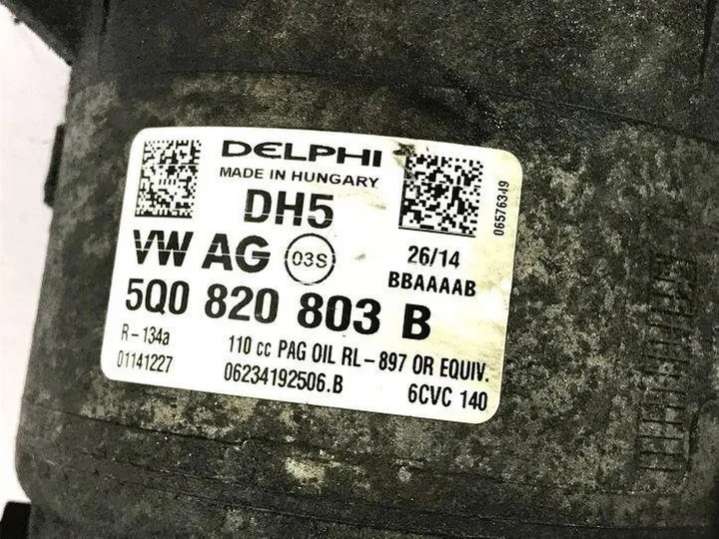 DELPHI
MADE IN HUNGARY
DH5
VW AG 03S
26/14
BBAAAAB
5Q0 820 803 B
R-134a
110 cc PAG OIL RL-897 OR EQUIV.
01141227
06234192506.B
6CVC 140
06576349